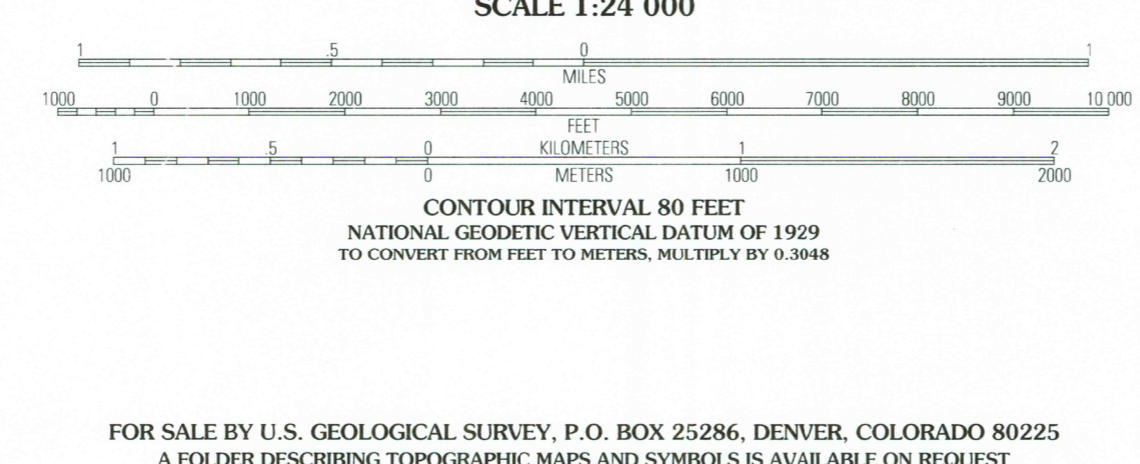 SCALE 1:24 000
1 .5 0 1
MILES
1000 0 1000 2000 3000 4000 5000 6000 7000 8000 9000 10 000
FEET
1 .5 0 KILOMETERS 1 2
1000 0 METERS 1000 2000
CONTOUR INTERVAL 80 FEET
NATIONAL GEODETIC VERTICAL DATUM OF 1929
TO CONVERT FROM FEET TO METERS, MULTIPLY BY 0.3048
FOR SALE BY U.S. GEOLOGICAL SURVEY, P.O. BOX 25286, DENVER, COLORADO 80225
A FOLDER DESCRIBING TOPOGRAPHIC MAPS AND SYMBOLS IS AVAILABLE ON REQUEST